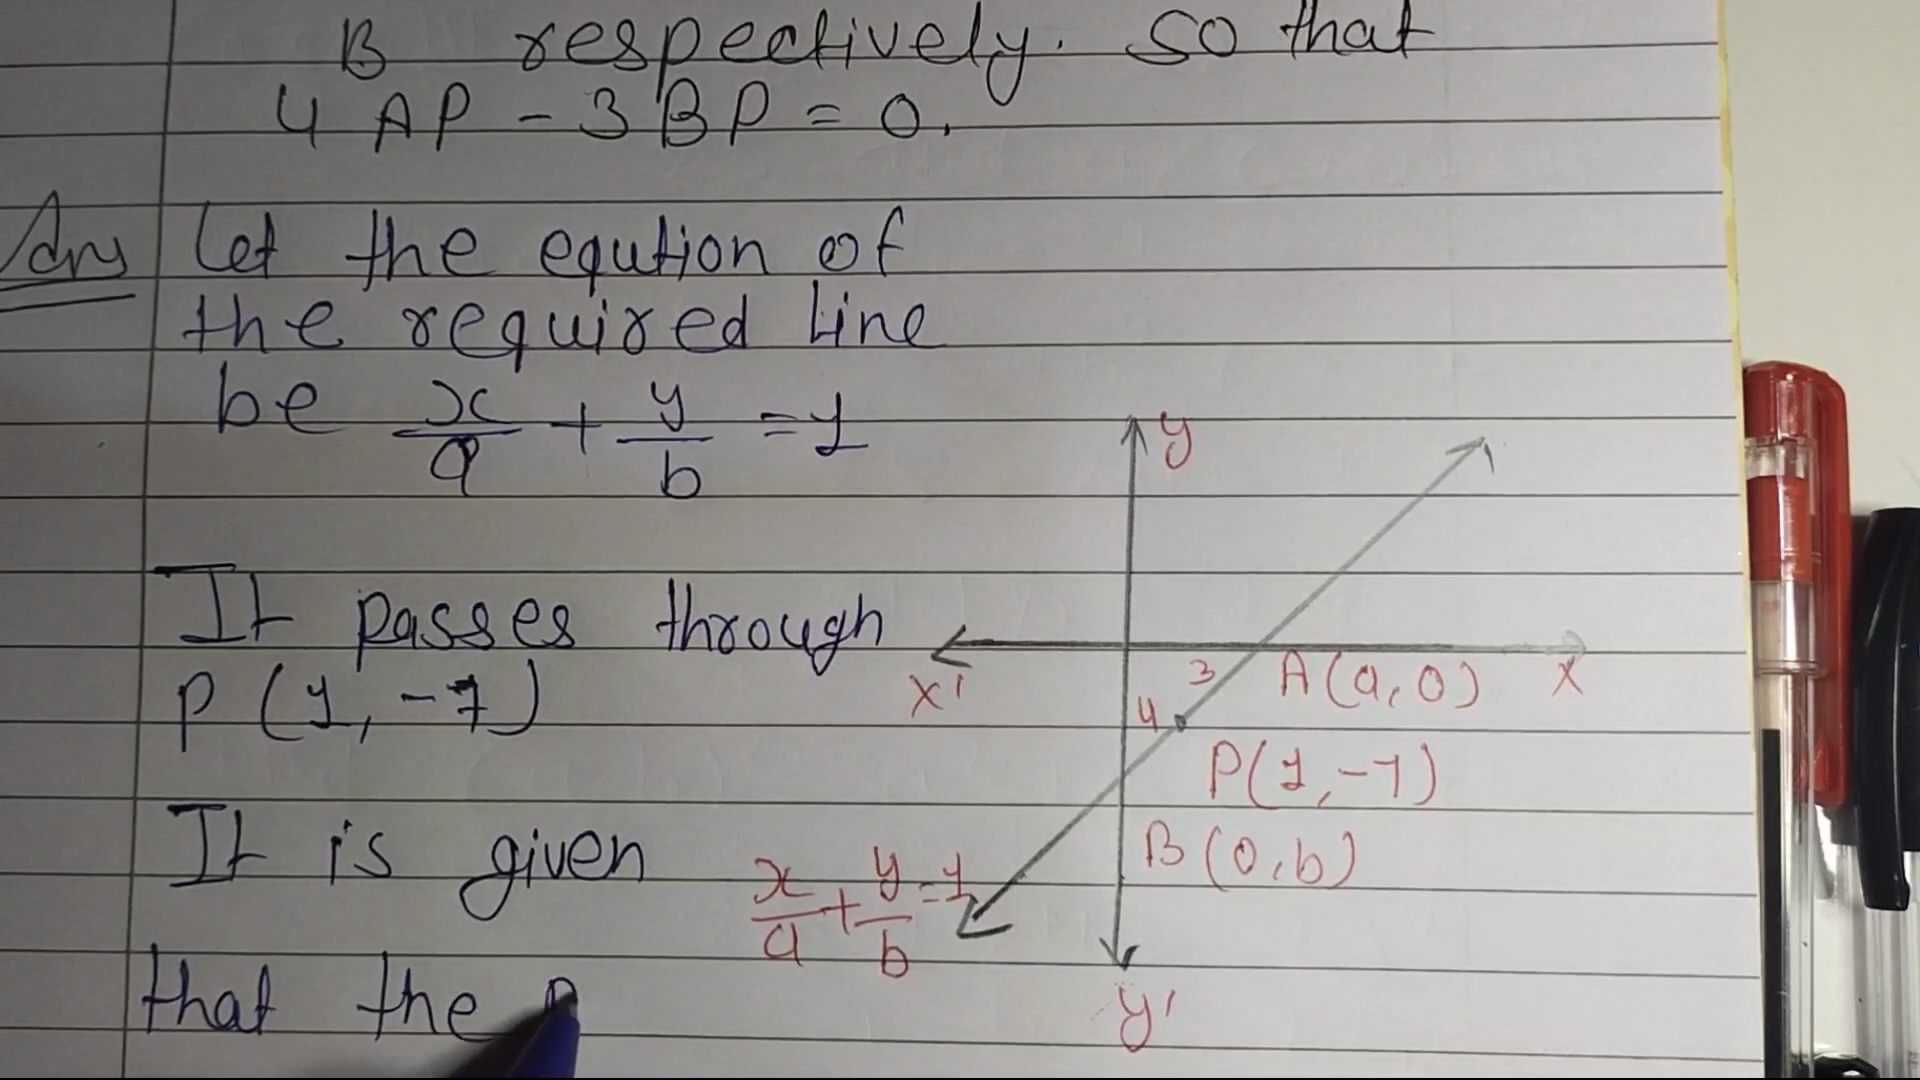 B respectively. So that
4 AP - 3 BP = 0.
Ans Let the eqution of
the required line
be x/a + y/b = 1
It passes through
P (1, -7)
It is given
that the
y
3 A(a, 0) x
x'
4
P(1, -7)
B(0, b)
x/a + y/b = 1
y'